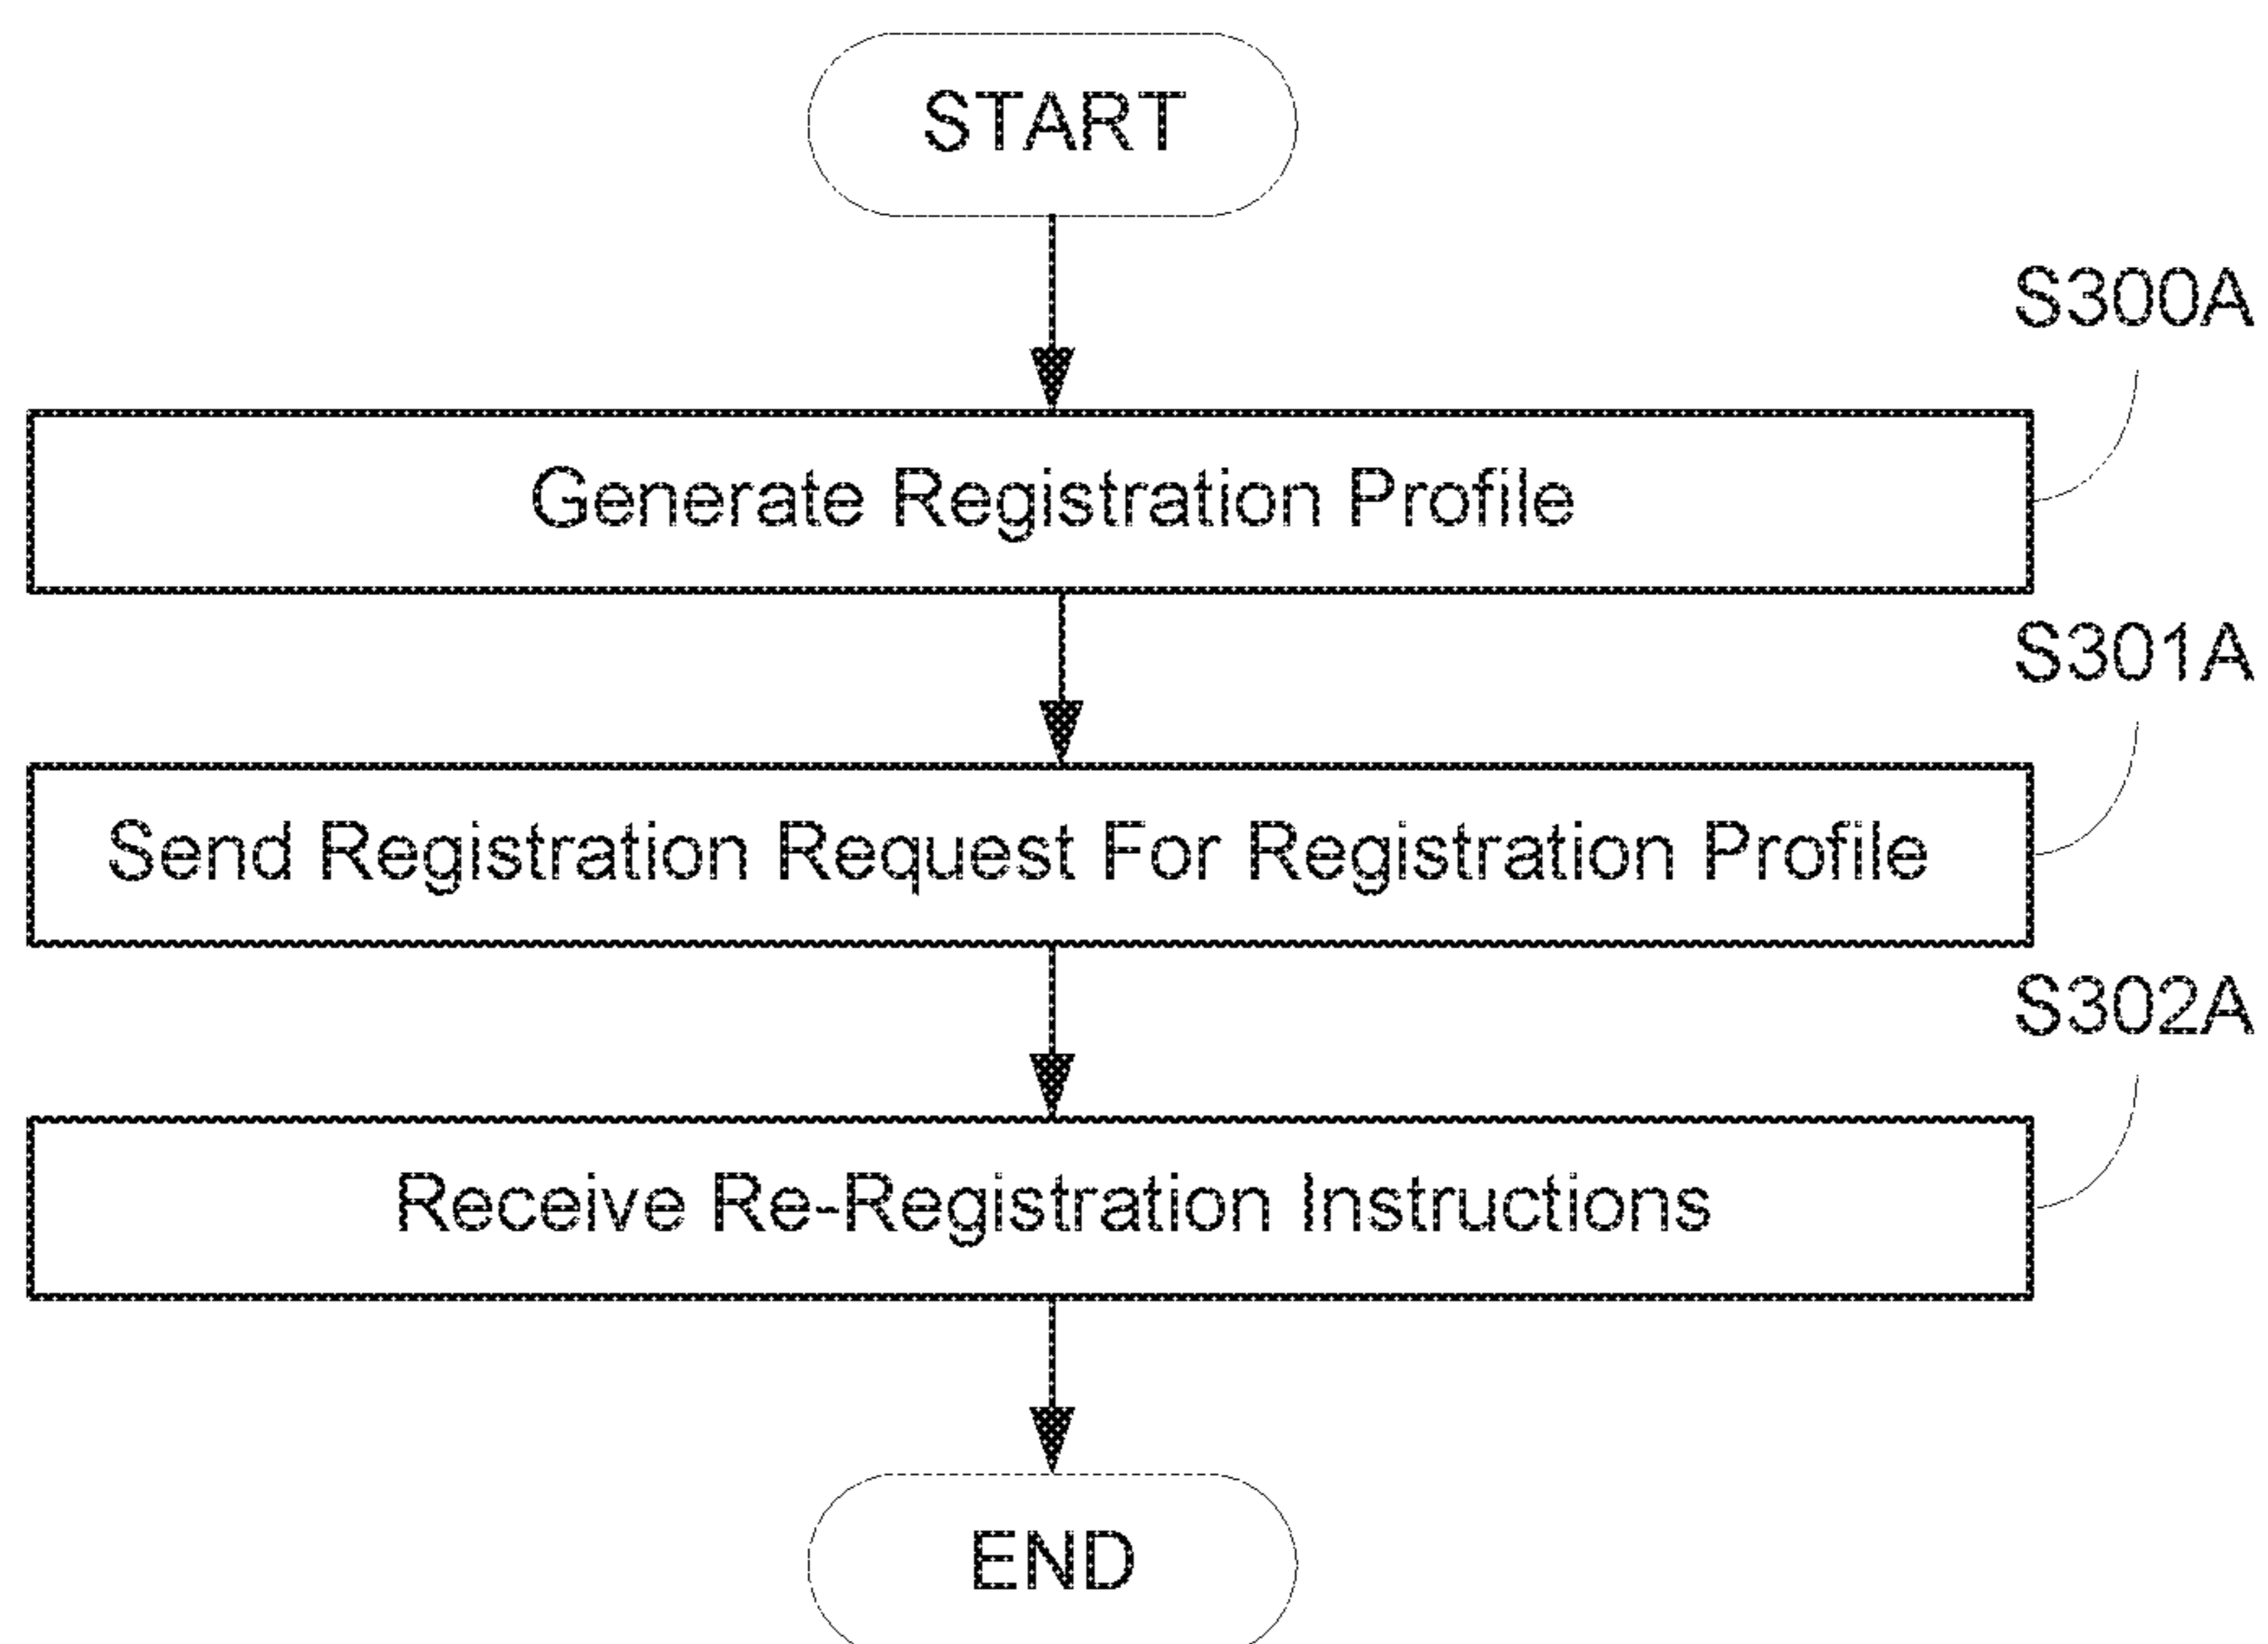 START
S300A
Generate Registration Profile
S301A
Send Registration Request For Registration Profile
S302A
Receive Re-Registration Instructions
END